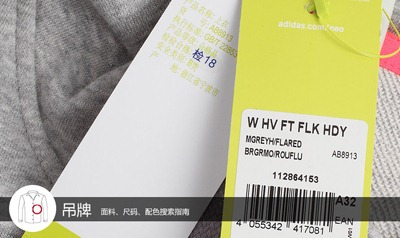 adidas.com/neo
AB8913
检18
W HV FT FLK HDY
MGREYH/FLARED
BRGRMO/ROUFLU
AB8913
112864153
A32
4 055342 417081
EAN
吊牌
面料、尺码、配色搜索指南